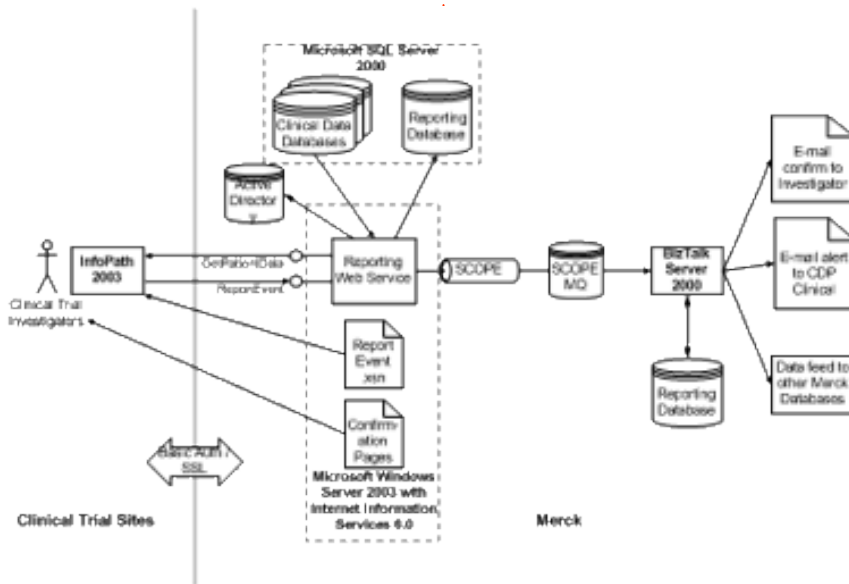 Microsoft SQL Server
2000
Clinical Data
Databases
Reporting
Database
Active
Director
y
InfoPath
2003
GetPatientData
ReportEvent
Clinical Trial
Investigators
Reporting
Web Service
SCOPE
SCOPE
MQ
BizTalk
Server
2000
E-mail
confirm to
Investigator
E-mail alert
to CDP
Clinical
Data feed to
other Merck
Databases
Reporting
Database
Report
Event
.xsn
Confirm-
ation
Pages
Basic Auth /
SSL
Microsoft Windows
Server 2003 with
Internet Information
Services 6.0
Clinical Trial Sites
Merck